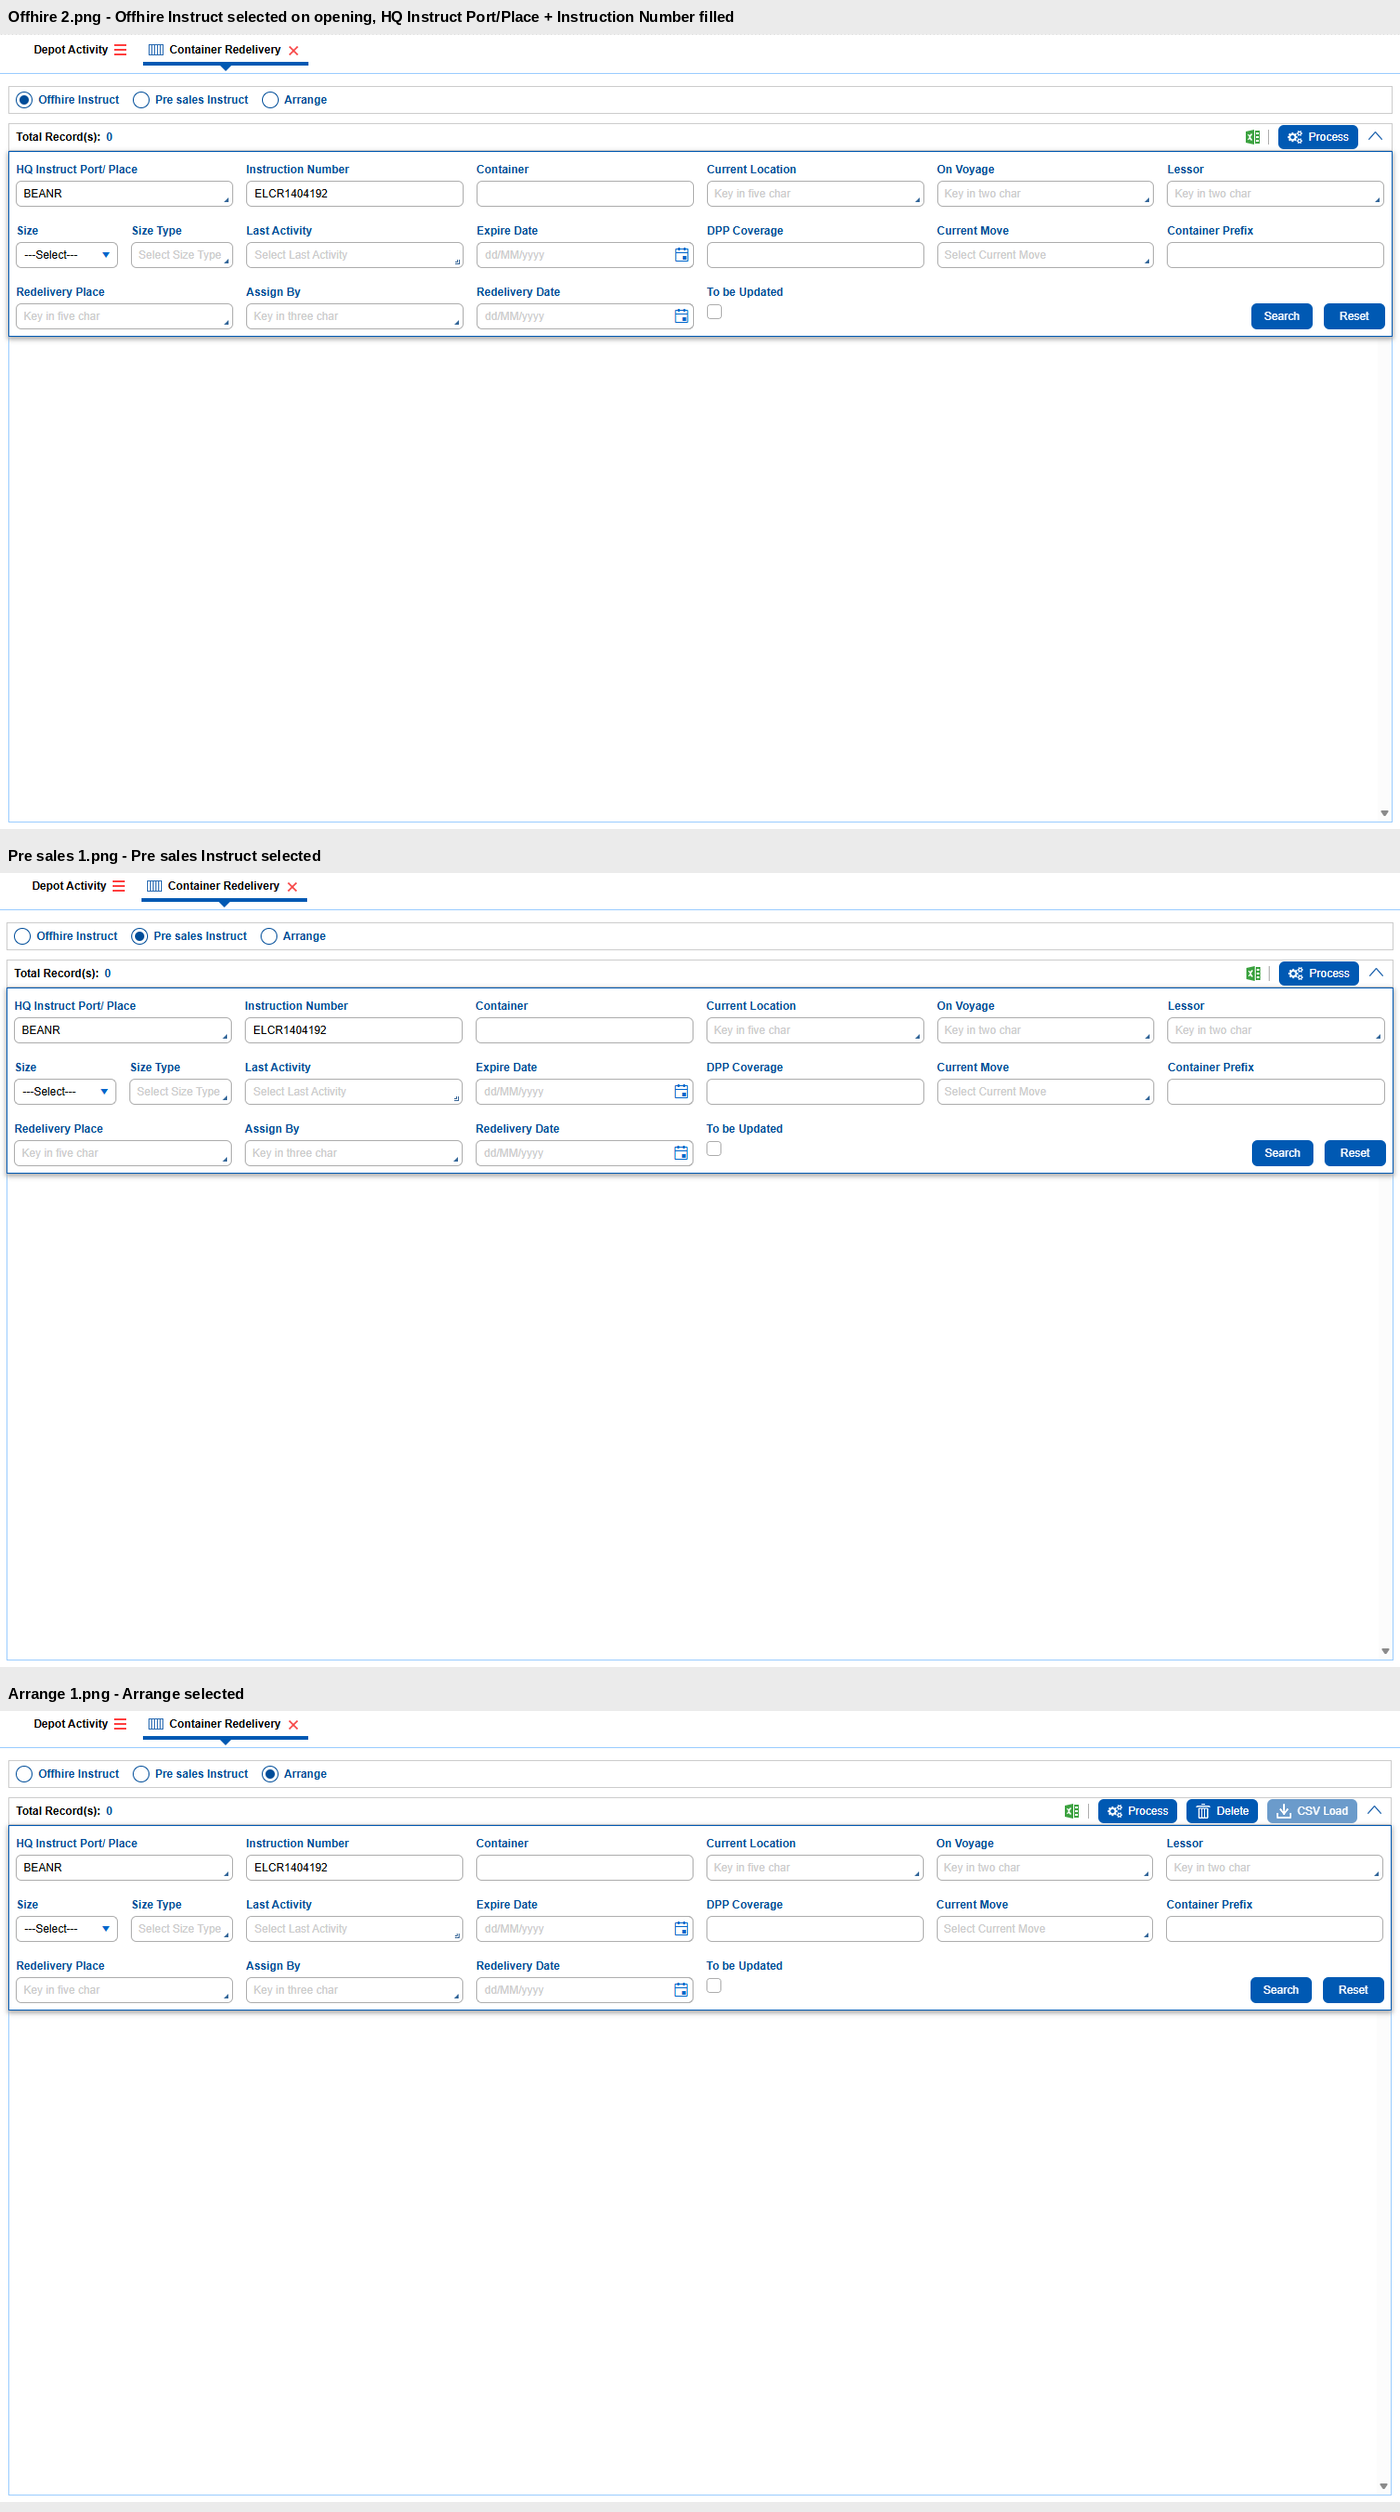 Offhire 2.png - Offhire Instruct selected on opening, HQ Instruct Port/Place + Instruction Number filled
Depot Activity Container Redelivery
Offhire Instruct Pre sales Instruct Arrange
Total Record(s): 0 Process
HQ Instruct Port/ Place Instruction Number Container Current Location On Voyage Lessor
BEANR ELCR1404192 Key in five char Key in two char Key in two char
Size Size Type Last Activity Expire Date DPP Coverage Current Move Container Prefix
---Select--- Select Size Type Select Last Activity dd/MM/yyyy Select Current Move
Redelivery Place Assign By Redelivery Date To be Updated
Key in five char Key in three char dd/MM/yyyy Search Reset
Pre sales 1.png - Pre sales Instruct selected
Depot Activity Container Redelivery
Offhire Instruct Pre sales Instruct Arrange
Total Record(s): 0 Process
HQ Instruct Port/ Place Instruction Number Container Current Location On Voyage Lessor
BEANR ELCR1404192 Key in five char Key in two char Key in two char
Size Size Type Last Activity Expire Date DPP Coverage Current Move Container Prefix
---Select--- Select Size Type Select Last Activity dd/MM/yyyy Select Current Move
Redelivery Place Assign By Redelivery Date To be Updated
Key in five char Key in three char dd/MM/yyyy Search Reset
Arrange 1.png - Arrange selected
Depot Activity Container Redelivery
Offhire Instruct Pre sales Instruct Arrange
Total Record(s): 0 Process Delete CSV Load
HQ Instruct Port/ Place Instruction Number Container Current Location On Voyage Lessor
BEANR ELCR1404192 Key in five char Key in two char Key in two char
Size Size Type Last Activity Expire Date DPP Coverage Current Move Container Prefix
---Select--- Select Size Type Select Last Activity dd/MM/yyyy Select Current Move
Redelivery Place Assign By Redelivery Date To be Updated
Key in five char Key in three char dd/MM/yyyy Search Reset